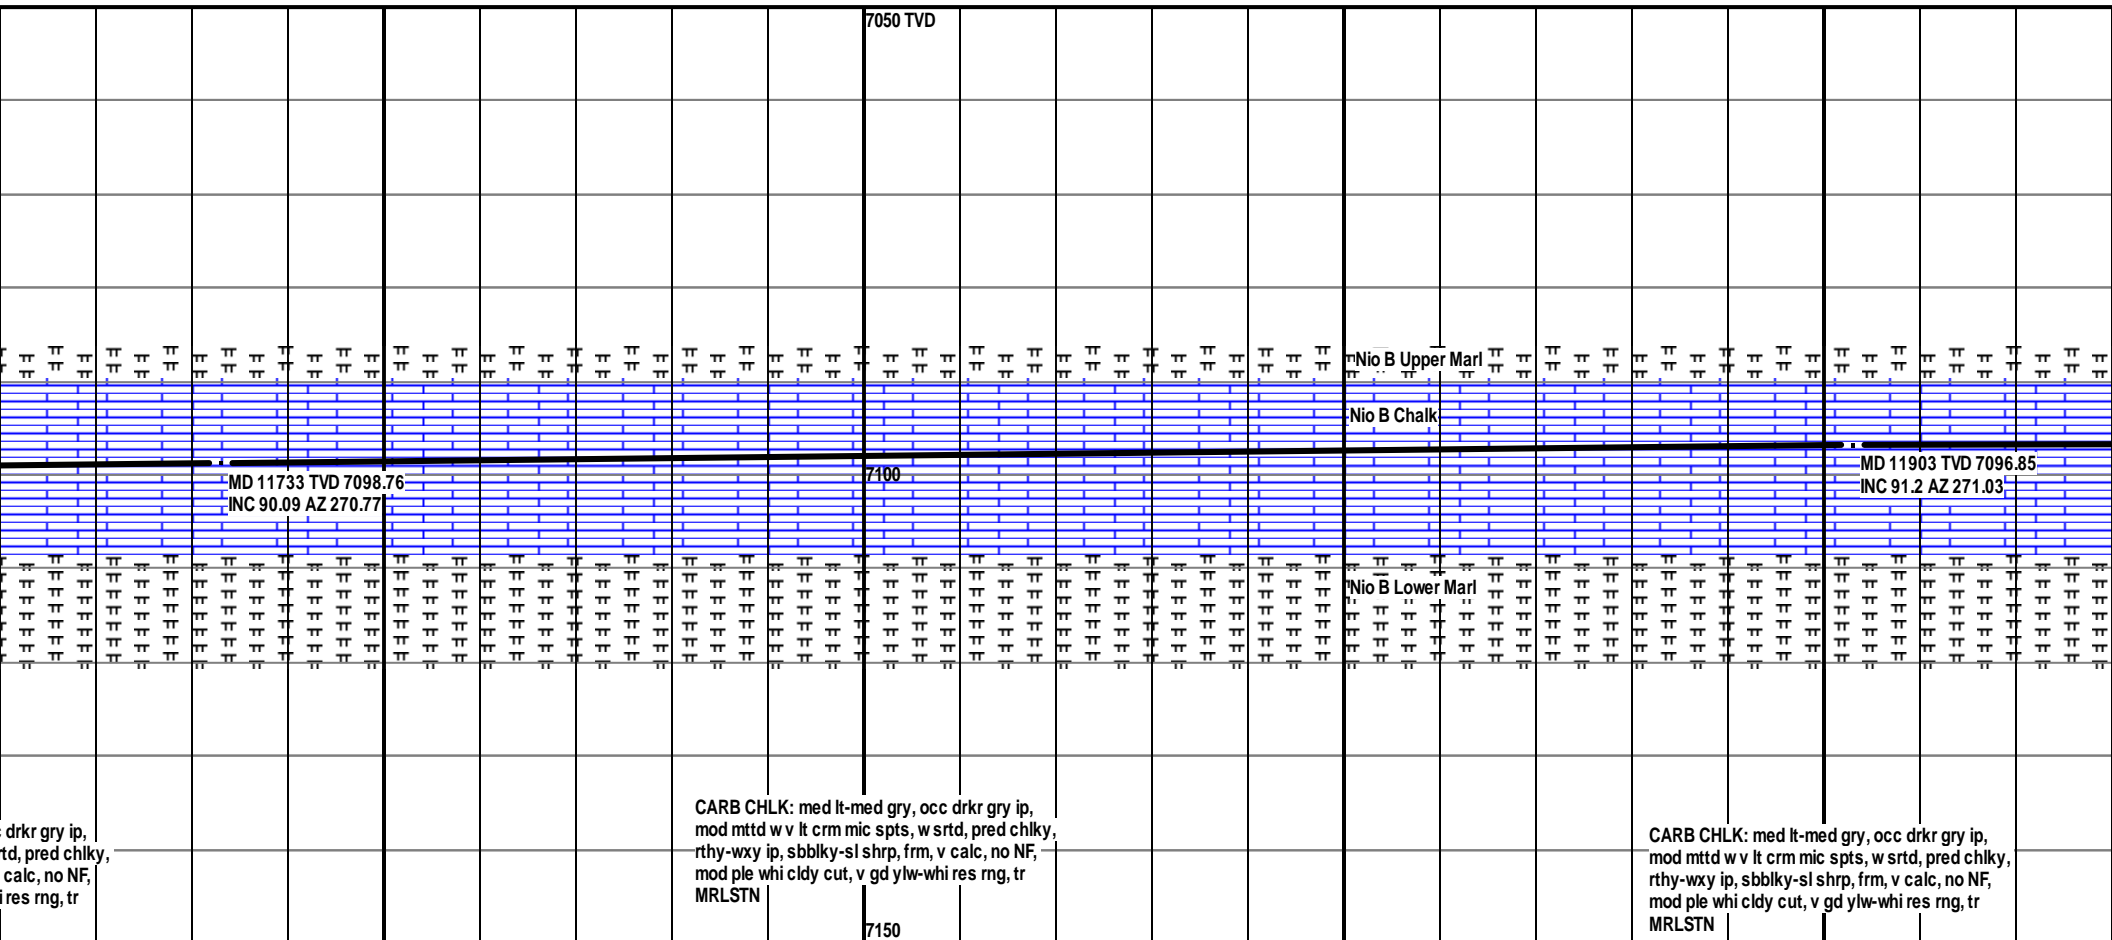 7050 TVD
Nio B Upper Marl
Nio B Chalk
MD 11903 TVD 7096.85
INC 91.2 AZ 271.03
7100
MD 11733 TVD 7098.76
INC 90.09 AZ 270.77
Nio B Lower Marl
drkr gry ip,
pred chlky,
calc, no NF,
res rng, tr
CARB CHLK: med lt-med gry, occ drkr gry ip,
mod mttd w v lt crm mic spts, w srtd, pred chlky,
rthy-wxy ip, sbblky-sl shrp, frm, v calc, no NF,
mod ple whi cldy cut, v gd ylw-whi res rng, tr
MRLSTN
CARB CHLK: med lt-med gry, occ drkr gry ip,
mod mttd w v lt crm mic spts, w srtd, pred chlky,
rthy-wxy ip, sbblky-sl shrp, frm, v calc, no NF,
mod ple whi cldy cut, v gd ylw-whi res rng, tr
MRLSTN
7150